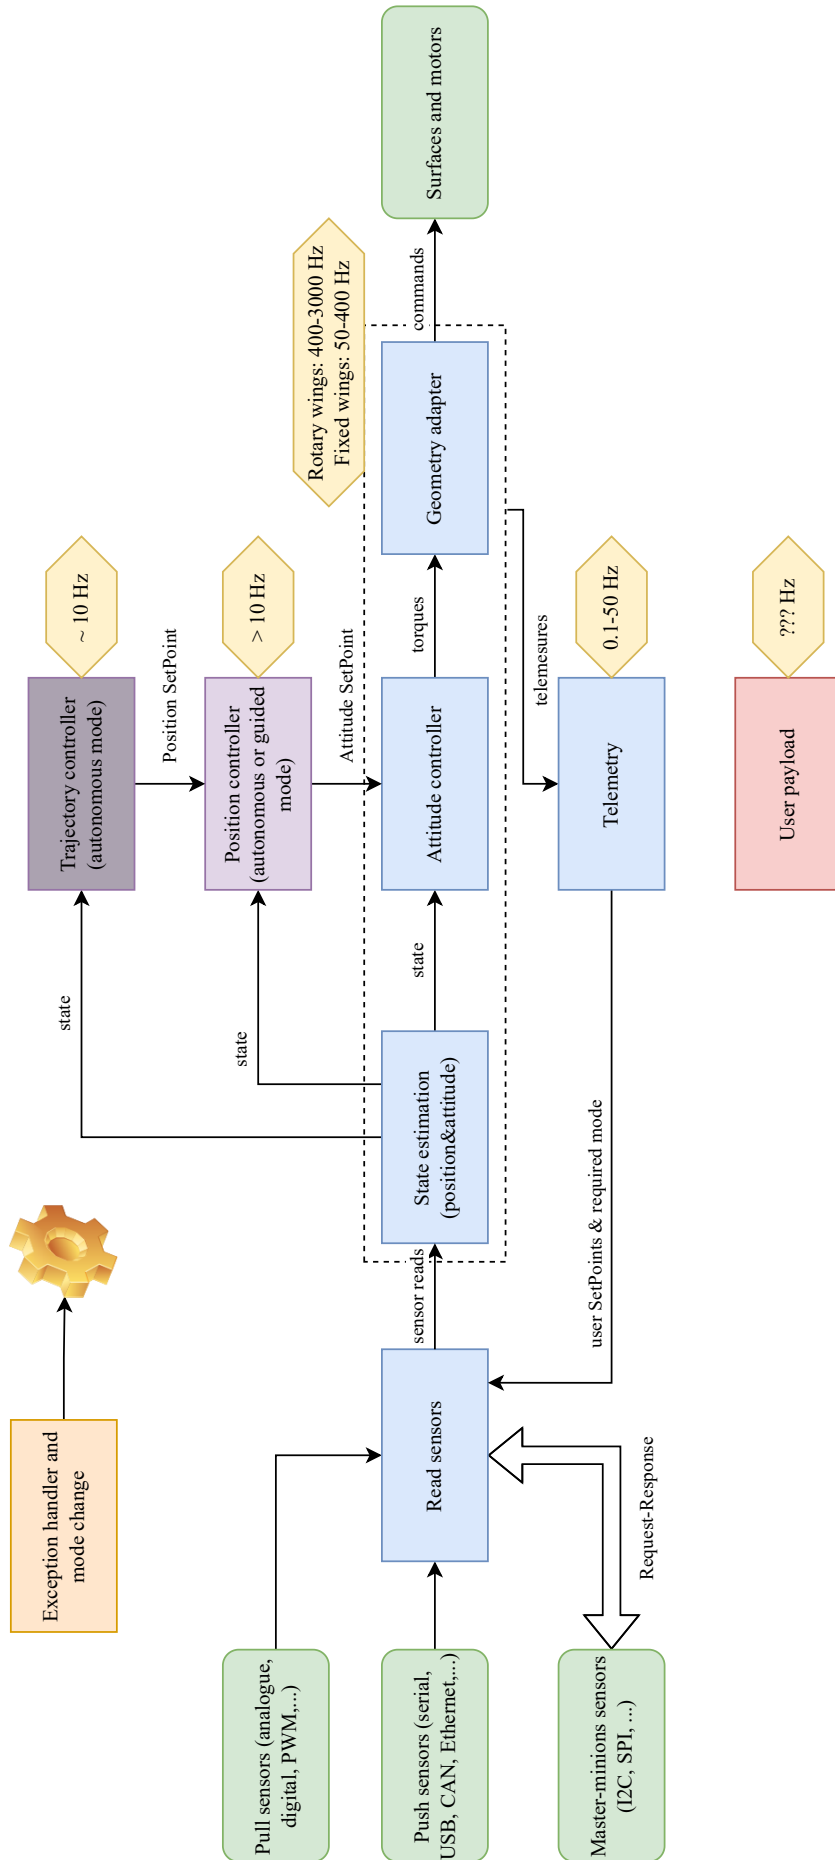 Exception handler and
mode change
Trajectory controller
(autonomous mode)
~ 10 Hz
state
Position SetPoint
Position controller
(autonomous or guided
mode)
> 10 Hz
state
Attitude SetPoint
Rotary wings: 400-3000 Hz
Fixed wings: 50-400 Hz
Pull sensors (analogue,
digital, PWM,...)
Push sensors (serial,
USB, CAN, Ethernet,...)
Master-minions sensors
(I2C, SPI, ...)
Request-Response
Read sensors
sensor reads
State estimation
(position&attitude)
state
Attitude controller
torques
Geometry adapter
commands
Surfaces and motors
telemesures
user SetPoints & required mode
Telemetry
0.1-50 Hz
User payload
??? Hz